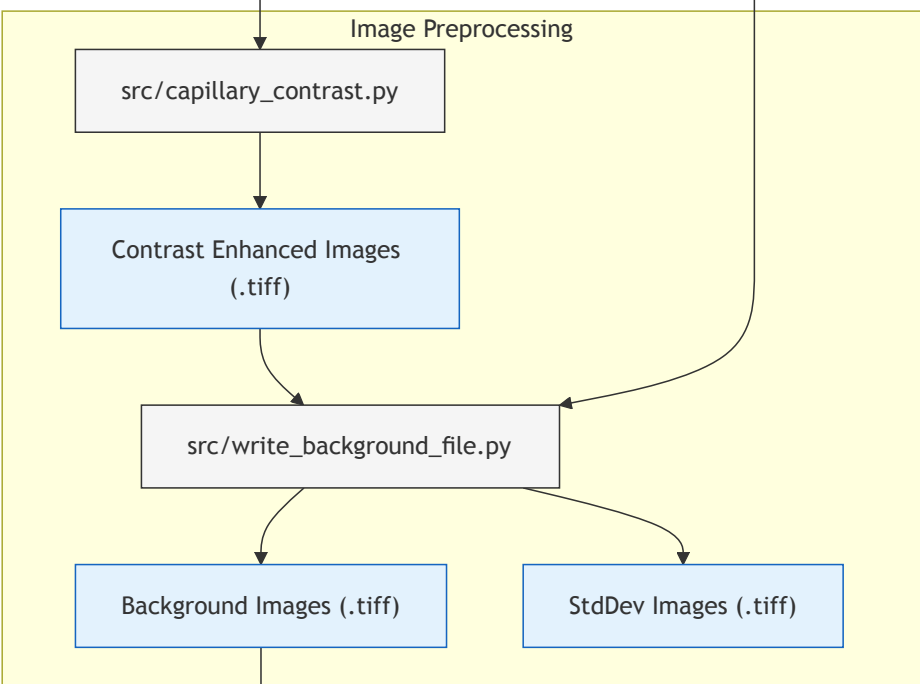 Image Preprocessing
src/capillary_contrast.py
Contrast Enhanced Images
(.tiff)
src/write_background_file.py
Background Images (.tiff)
StdDev Images (.tiff)